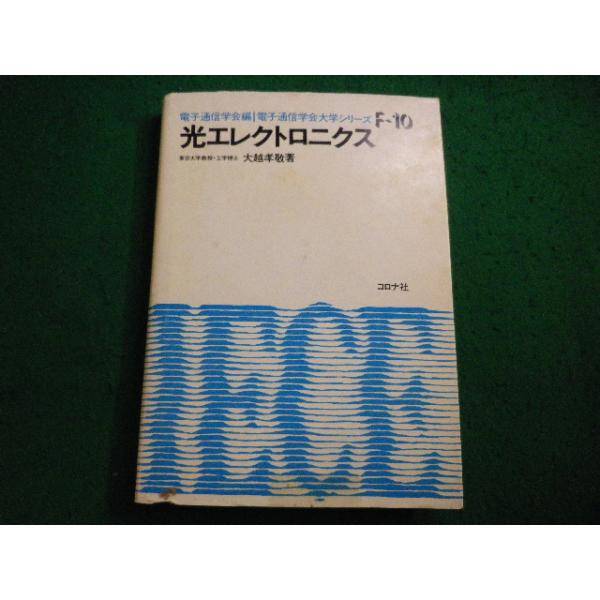 電子通信学会編|電子通信学会大学シリーズ F-10
光エレクトロニクス
東京大学教授・工学博士 大越孝敬著
コロナ社
IECE